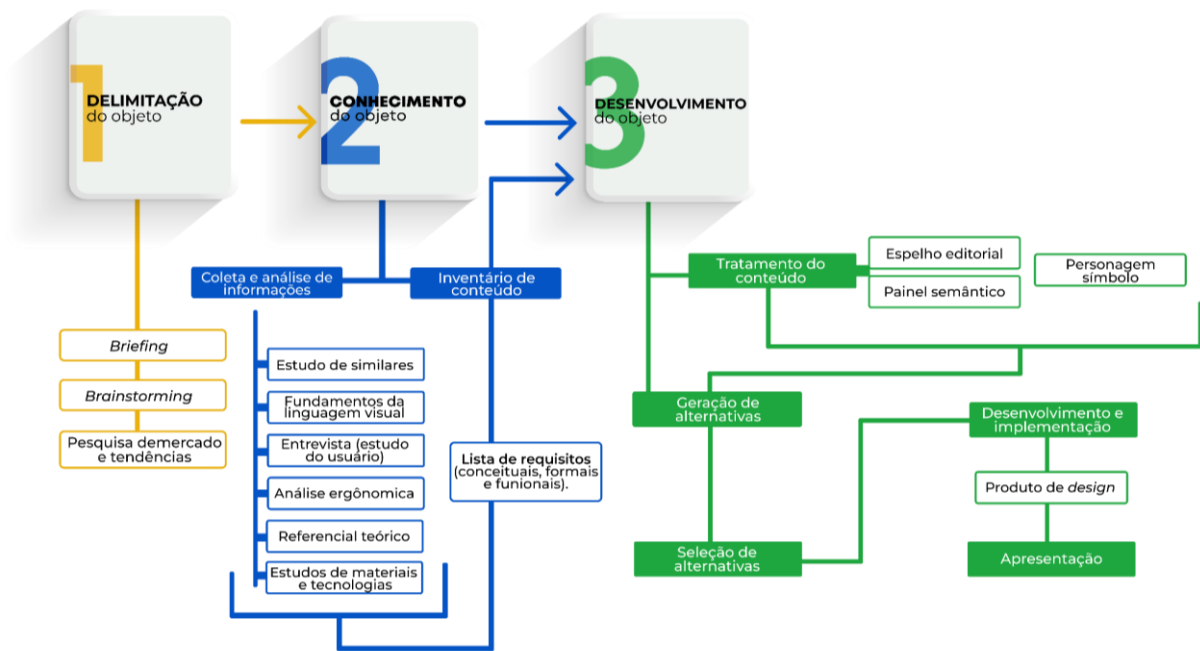 1
DELIMITAÇÃO
do objeto
2
CONHECIMENTO
do objeto
3
DESENVOLVIMENTO
do objeto
Briefing
Brainstorming
Pesquisa demercado
e tendências
Coleta e análise de
informações
Inventário de
conteúdo
Estudo de similares
Fundamentos da
linguagem visual
Entrevista (estudo
do usuário)
Análise ergônomica
Referencial teórico
Estudos de materiais
e tecnologias
Lista de requisitos
(conceituais, formais
e funionais).
Tratamento do
conteúdo
Espelho editorial
Painel semântico
Personagem
símbolo
Geração de
alternativas
Seleção de
alternativas
Desenvolvimento e
implementação
Produto de design
Apresentação